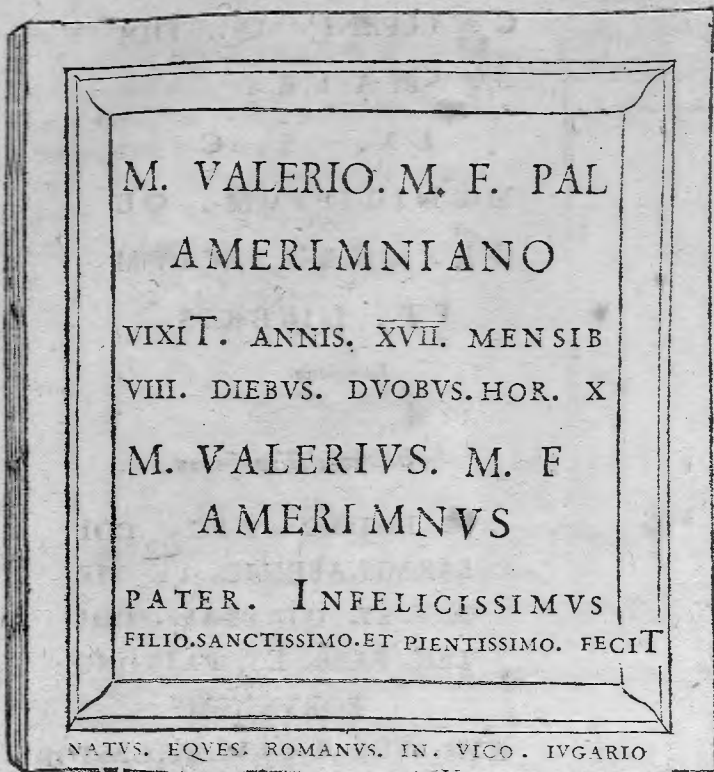 M. VALERIO. M. F. PAL
AMERIMNIANO
VIXIT. ANNIS. X̅V̅I̅I̅. MENSIB
VIII. DIEBVS. DVOBVS. HOR. X
M. VALERIVS. M. F
AMERIMNVS
PATER. INFELICISSIMVS
FILIO. SANCTISSIMO. ET PIENTISSIMO. FECIT
NATVS. EQVES. ROMANVS. IN. VICO. IVGARIO